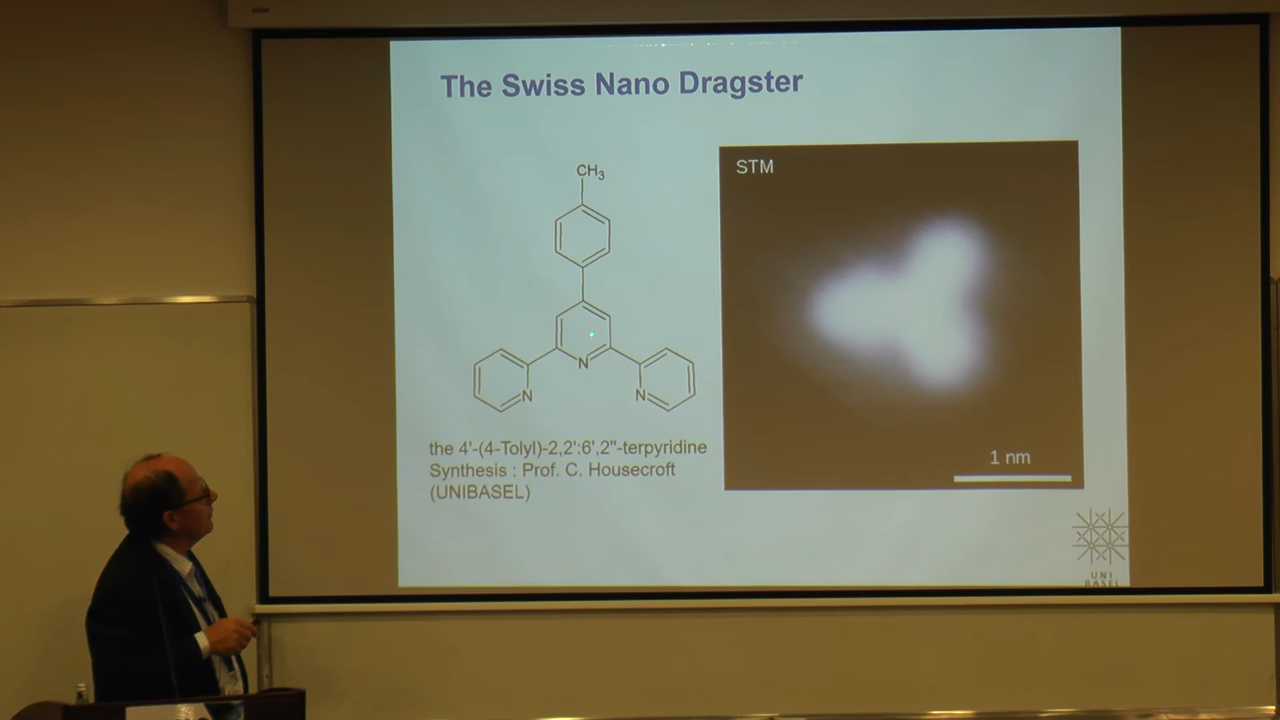 The Swiss Nano Dragster
CH3
N
N
N
the 4'-(4-Tolyl)-2,2':6',2"-terpyridine
Synthesis : Prof. C. Housecroft
(UNIBASEL)
STM
1 nm
UNI
BASEL